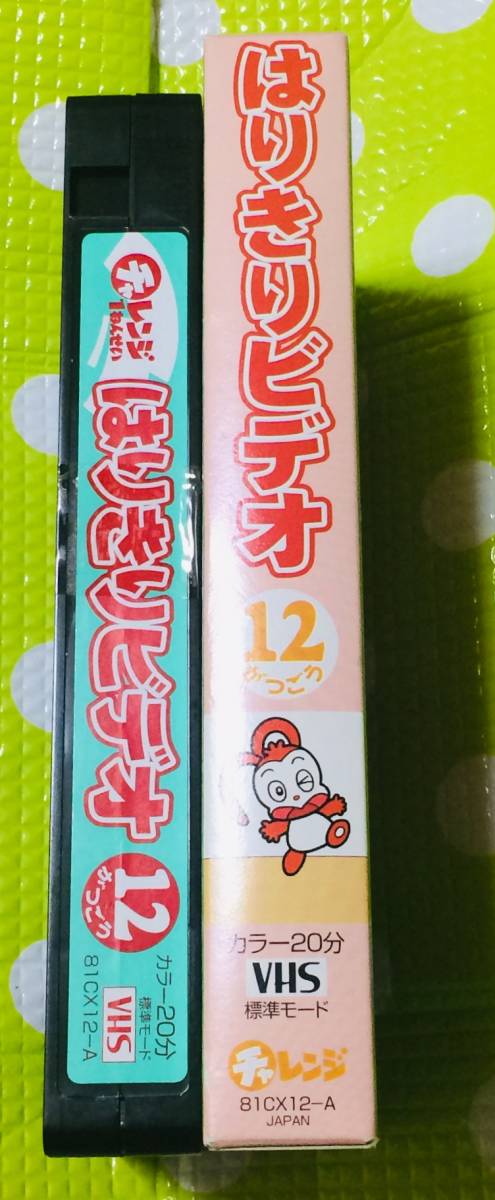 チャレンジ
1ねんせい
はりきりビデオ
12
がつごう
カラー20分
標準モード
VHS
81CX12-A
はりきりビデオ
12
がつごう
カラー20分
VHS
標準モード
チャレンジ
81CX12-A
JAPAN